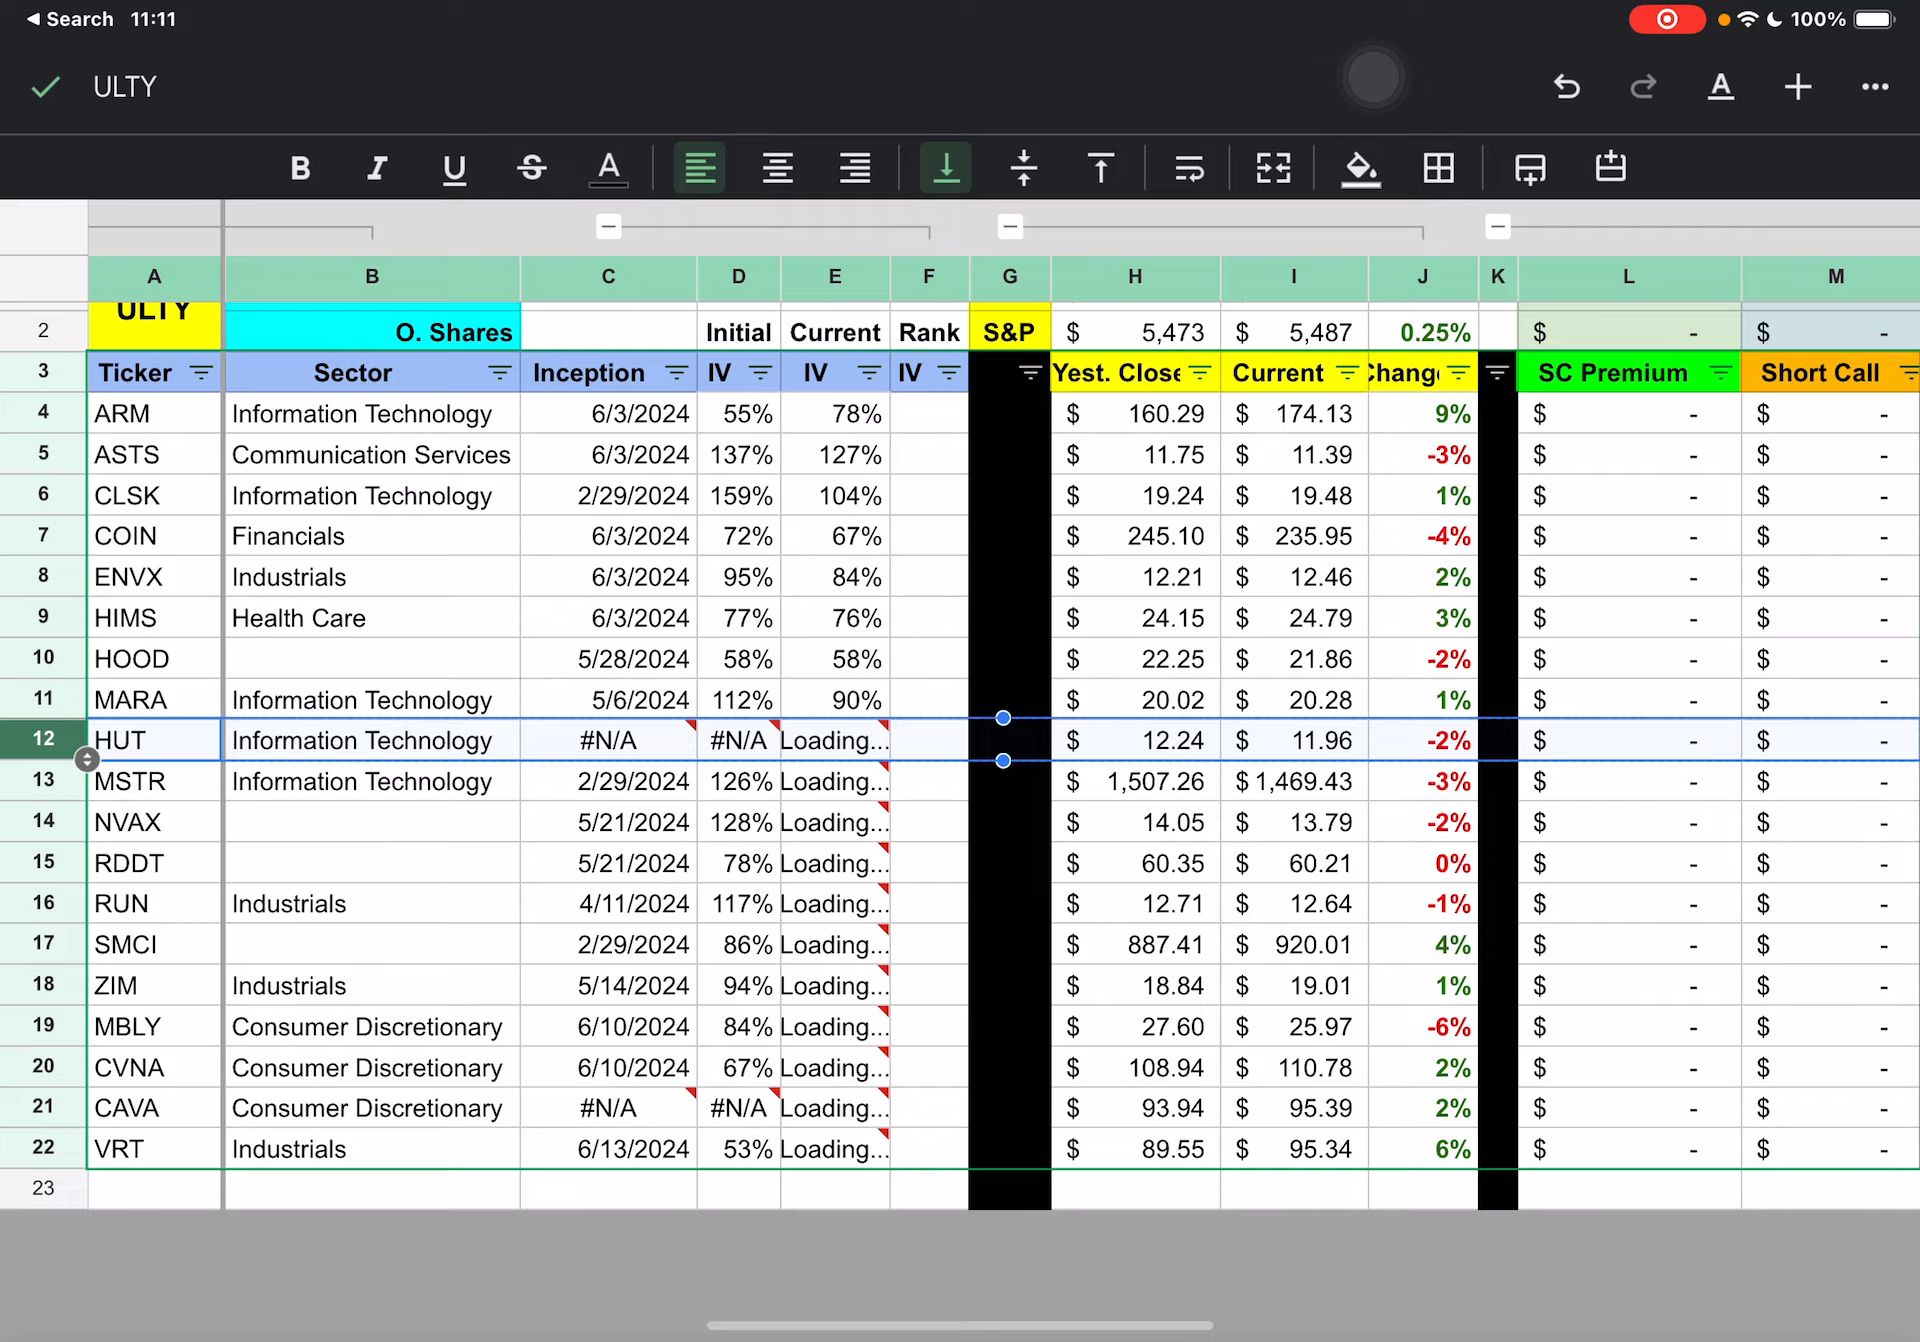 Search 11:11 100%
ULTY
B I U S A
A B C D E F G H I J K L M
ULTY
2 O. Shares Initial Current Rank S&P $ 5,473 $ 5,487 0.25% $ - $ -
3 Ticker Sector Inception IV IV IV Yest. Close Current Chang SC Premium Short Call
4 ARM Information Technology 6/3/2024 55% 78% $ 160.29 $ 174.13 9% $ - $ -
5 ASTS Communication Services 6/3/2024 137% 127% $ 11.75 $ 11.39 -3% $ - $ -
6 CLSK Information Technology 2/29/2024 159% 104% $ 19.24 $ 19.48 1% $ - $ -
7 COIN Financials 6/3/2024 72% 67% $ 245.10 $ 235.95 -4% $ - $ -
8 ENVX Industrials 6/3/2024 95% 84% $ 12.21 $ 12.46 2% $ - $ -
9 HIMS Health Care 6/3/2024 77% 76% $ 24.15 $ 24.79 3% $ - $ -
10 HOOD 5/28/2024 58% 58% $ 22.25 $ 21.86 -2% $ - $ -
11 MARA Information Technology 5/6/2024 112% 90% $ 20.02 $ 20.28 1% $ - $ -
12 HUT Information Technology #N/A #N/A Loading... $ 12.24 $ 11.96 -2% $ - $ -
13 MSTR Information Technology 2/29/2024 126% Loading... $ 1,507.26 $ 1,469.43 -3% $ - $ -
14 NVAX 5/21/2024 128% Loading... $ 14.05 $ 13.79 -2% $ - $ -
15 RDDT 5/21/2024 78% Loading... $ 60.35 $ 60.21 0% $ - $ -
16 RUN Industrials 4/11/2024 117% Loading... $ 12.71 $ 12.64 -1% $ - $ -
17 SMCI 2/29/2024 86% Loading... $ 887.41 $ 920.01 4% $ - $ -
18 ZIM Industrials 5/14/2024 94% Loading... $ 18.84 $ 19.01 1% $ - $ -
19 MBLY Consumer Discretionary 6/10/2024 84% Loading... $ 27.60 $ 25.97 -6% $ - $ -
20 CVNA Consumer Discretionary 6/10/2024 67% Loading... $ 108.94 $ 110.78 2% $ - $ -
21 CAVA Consumer Discretionary #N/A #N/A Loading... $ 93.94 $ 95.39 2% $ - $ -
22 VRT Industrials 6/13/2024 53% Loading... $ 89.55 $ 95.34 6% $ - $ -
23